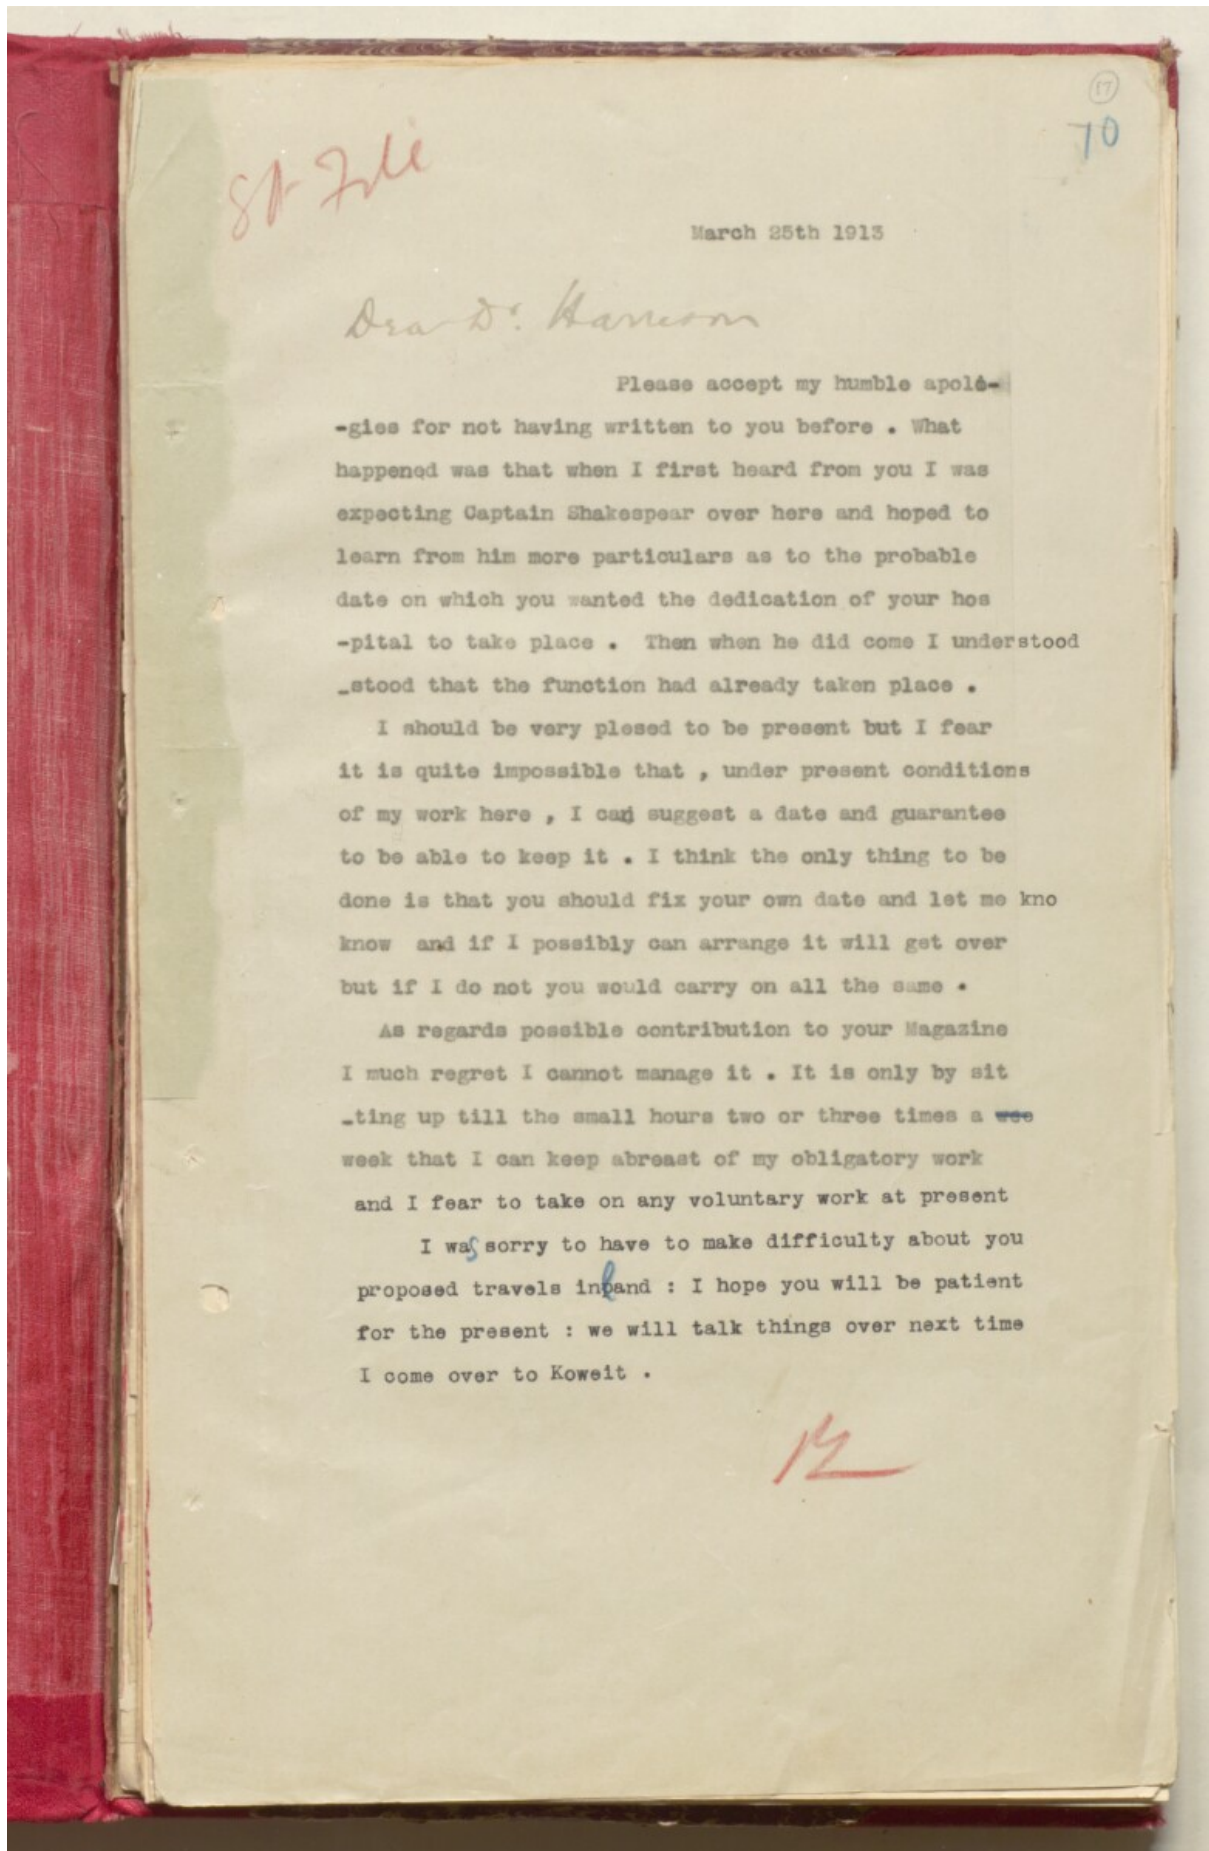 57
70
File
March 25th 1913
Dear Dr. Harrison
Please accept my humble apolo-
-gies for not having written to you before . What
happened was that when I first heard from you I was
expecting Captain Shakespear over here and hoped to
learn from him more particulars as to the probable
date on which you wanted the dedication of your hos
-pital to take place . Then when he did come I understood
-stood that the function had already taken place .
I should be very plesed to be present but I fear
it is quite impossible that , under present conditions
of my work here , I can suggest a date and guarantee
to be able to keep it . I think the only thing to be
done is that you should fix your own date and let me kno
know and if I possibly can arrange it will get over
but if I do not you would carry on all the same .
As regards possible contribution to your Magazine
I much regret I cannot manage it . It is only by sit
-ting up till the small hours two or three times a wee
week that I can keep abreast of my obligatory work
and I fear to take on any voluntary work at present
I was sorry to have to make difficulty about you
proposed travels inland : I hope you will be patient
for the present : we will talk things over next time
I come over to Koweit .